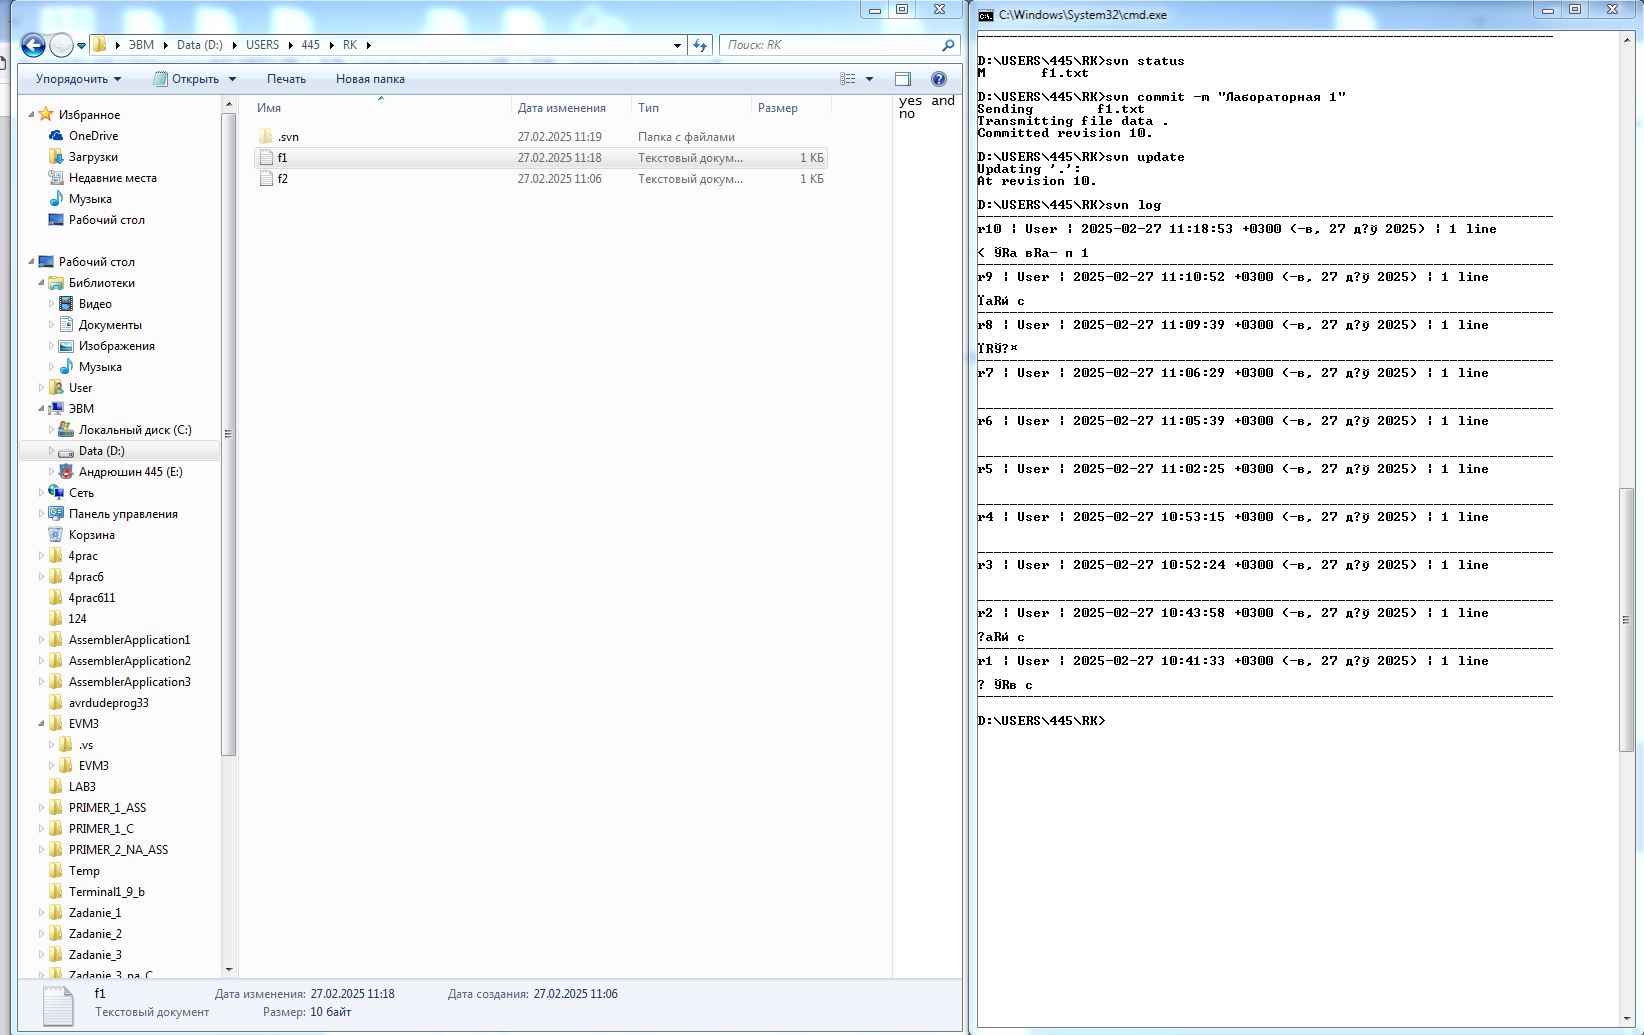 ЭВМ Data (D:) USERS 445 RK
Поиск: RK
Упорядочить Открыть Печать Новая папка
Избранное
OneDrive
Загрузки
Недавние места
Музыка
Рабочий стол
Рабочий стол
Библиотеки
Видео
Документы
Изображения
Музыка
User
ЭВМ
Локальный диск (C:)
Data (D:)
Андрюшин 445 (E:)
Сеть
Панель управления
Корзина
4prac
4prac6
4prac611
124
AssemblerApplication1
AssemblerApplication2
AssemblerApplication3
avrdudeprog33
EVM3
.vs
EVM3
LAB3
PRIMER_1_ASS
PRIMER_1_C
PRIMER_2_NA_ASS
Temp
Terminal1_9_b
Zadanie_1
Zadanie_2
Zadanie_3
Zadanie_3_na_C
Имя Дата изменения Тип Размер
.svn 27.02.2025 11:19 Папка с файлами
f1 27.02.2025 11:18 Текстовый докум... 1 КБ
f2 27.02.2025 11:06 Текстовый докум... 1 КБ
yes and
no
f1 Дата изменения: 27.02.2025 11:18 Дата создания: 27.02.2025 11:06
Текстовый документ Размер: 10 байт
C:\Windows\System32\cmd.exe
D:\USERS\445\RK>svn status
M f1.txt
D:\USERS\445\RK>svn commit -m "Лабораторная 1"
Sending f1.txt
Transmitting file data .
Committed revision 10.
D:\USERS\445\RK>svn update
Updating '.':
At revision 10.
D:\USERS\445\RK>svn log
r10 ¦ User ¦ 2025-02-27 11:18:53 +0300 (-в, 27 д?ў 2025) ¦ 1 line
< ўRа вRа- п 1
r9 ¦ User ¦ 2025-02-27 11:10:52 +0300 (-в, 27 д?ў 2025) ¦ 1 line
ЇаRй с
r8 ¦ User ¦ 2025-02-27 11:09:39 +0300 (-в, 27 д?ў 2025) ¦ 1 line
ЇRў?¤
r7 ¦ User ¦ 2025-02-27 11:06:29 +0300 (-в, 27 д?ў 2025) ¦ 1 line
r6 ¦ User ¦ 2025-02-27 11:05:39 +0300 (-в, 27 д?ў 2025) ¦ 1 line
r5 ¦ User ¦ 2025-02-27 11:02:25 +0300 (-в, 27 д?ў 2025) ¦ 1 line
r4 ¦ User ¦ 2025-02-27 10:53:15 +0300 (-в, 27 д?ў 2025) ¦ 1 line
r3 ¦ User ¦ 2025-02-27 10:52:24 +0300 (-в, 27 д?ў 2025) ¦ 1 line
r2 ¦ User ¦ 2025-02-27 10:43:58 +0300 (-в, 27 д?ў 2025) ¦ 1 line
?аRй с
r1 ¦ User ¦ 2025-02-27 10:41:33 +0300 (-в, 27 д?ў 2025) ¦ 1 line
? ўRв с
D:\USERS\445\RK>